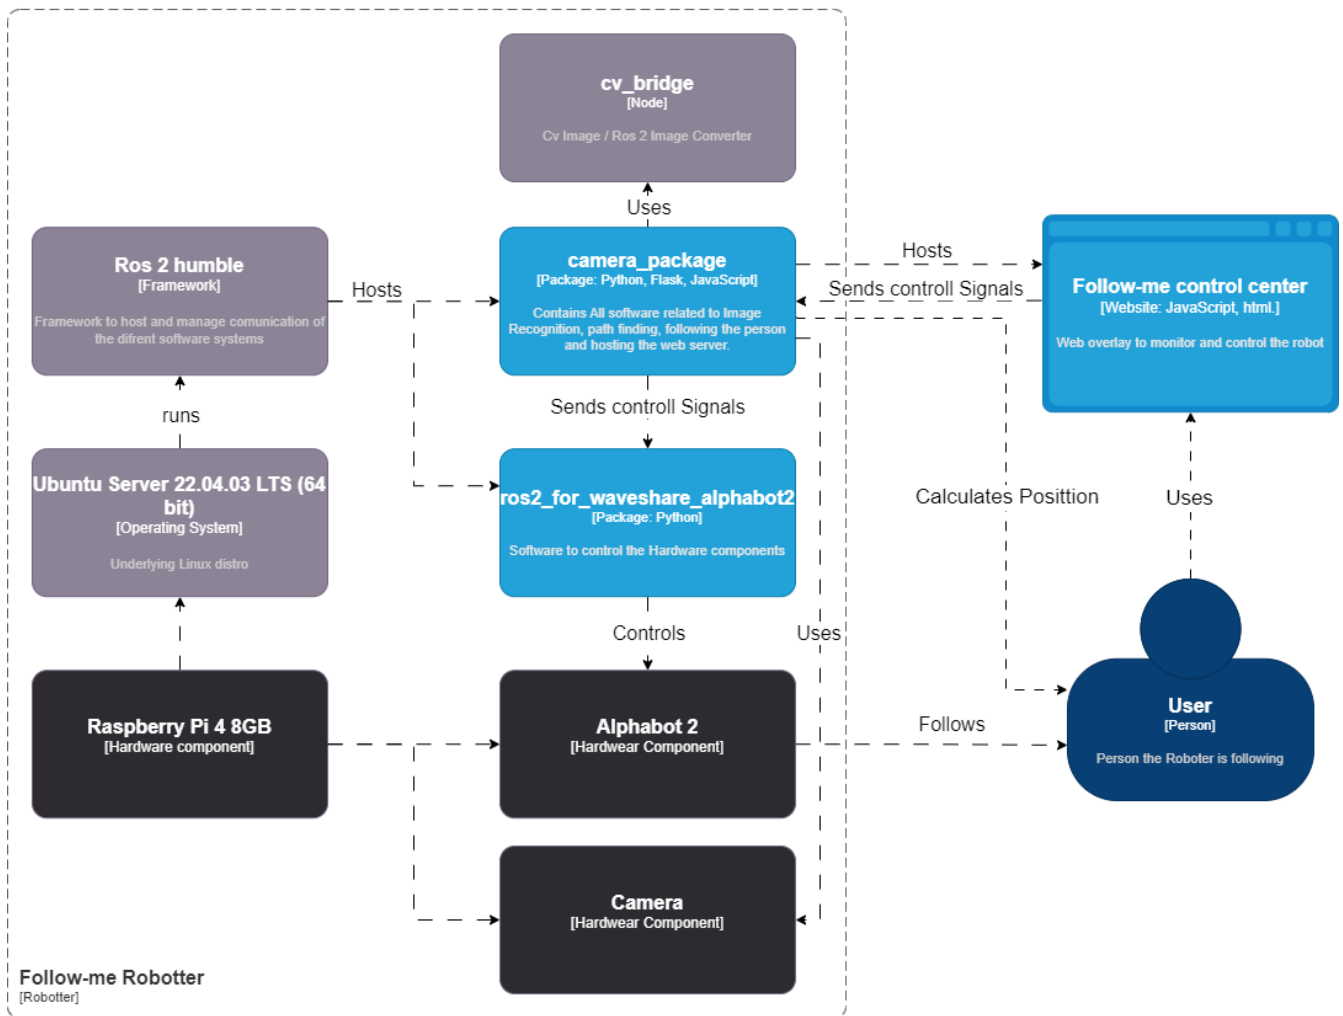 cv_bridge
[Node]
Cv Image / Ros 2 Image Converter
Uses
Ros 2 humble
[Framework]
Framework to host and manage comunication of
the difrent software systems
Hosts
camera_package
[Package: Python, Flask, JavaScript]
Contains All software related to Image
Recognition, path finding, following the person
and hosting the web server.
Hosts
Sends controll Signals
Follow-me control center
[Website: JavaScript, html.]
Web overlay to monitor and control the robot
runs
Sends controll Signals
Ubuntu Server 22.04.03 LTS (64
bit)
[Operating System]
Underlying Linux distro
ros2_for_waveshare_alphabot2
[Package: Python]
Software to control the Hardware components
Calculates Posittion
Uses
Controls
Uses
Raspberry Pi 4 8GB
[Hardware component]
Alphabot 2
[Hardwear Component]
Follows
User
[Person]
Person the Roboter is following
Camera
[Hardwear Component]
Follow-me Robotter
[Robotter]